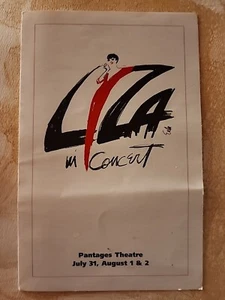 LIZA
in Concert
Pantages Theatre
July 31, August 1 & 2